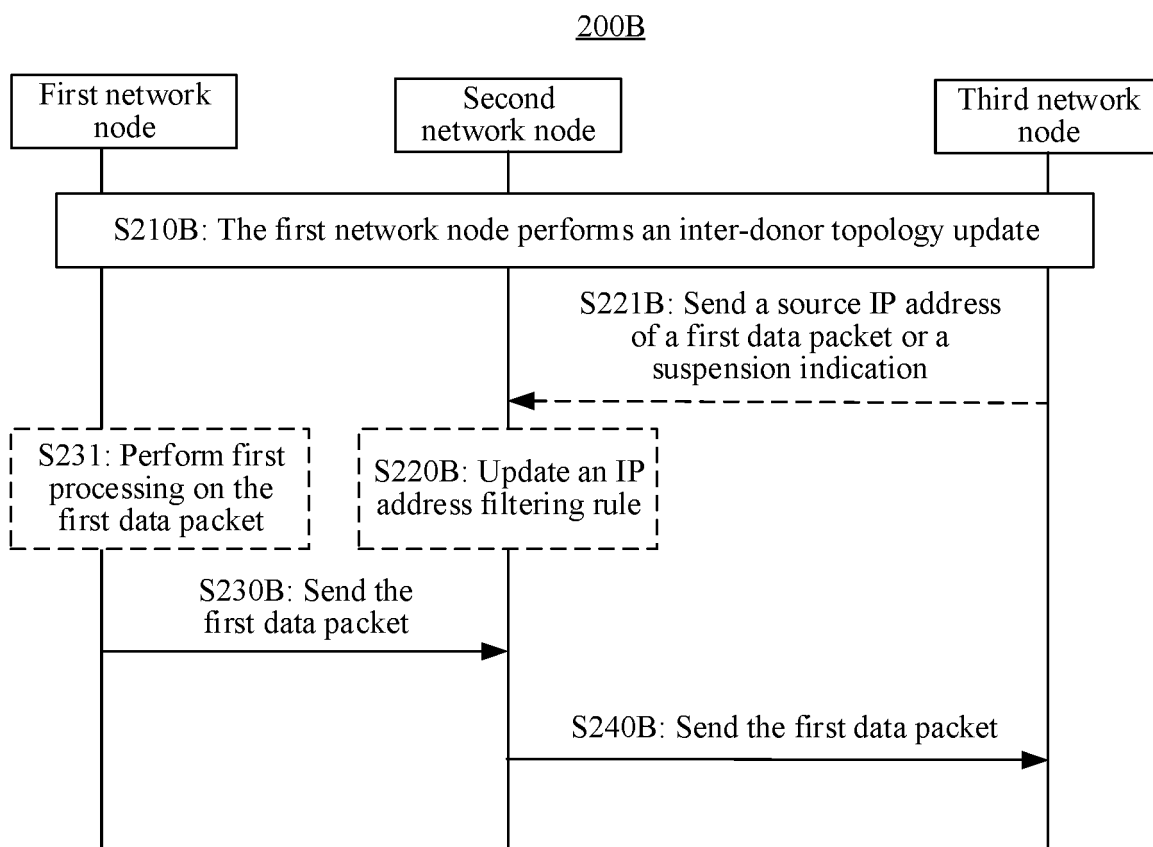 200B
First network
node
Second
network node
Third network
node
S210B: The first network node performs an inter-donor topology update
S221B: Send a source IP address
of a first data packet or a
suspension indication
S231: Perform first
processing on the
first data packet
S220B: Update an IP
address filtering rule
S230B: Send the
first data packet
S240B: Send the first data packet